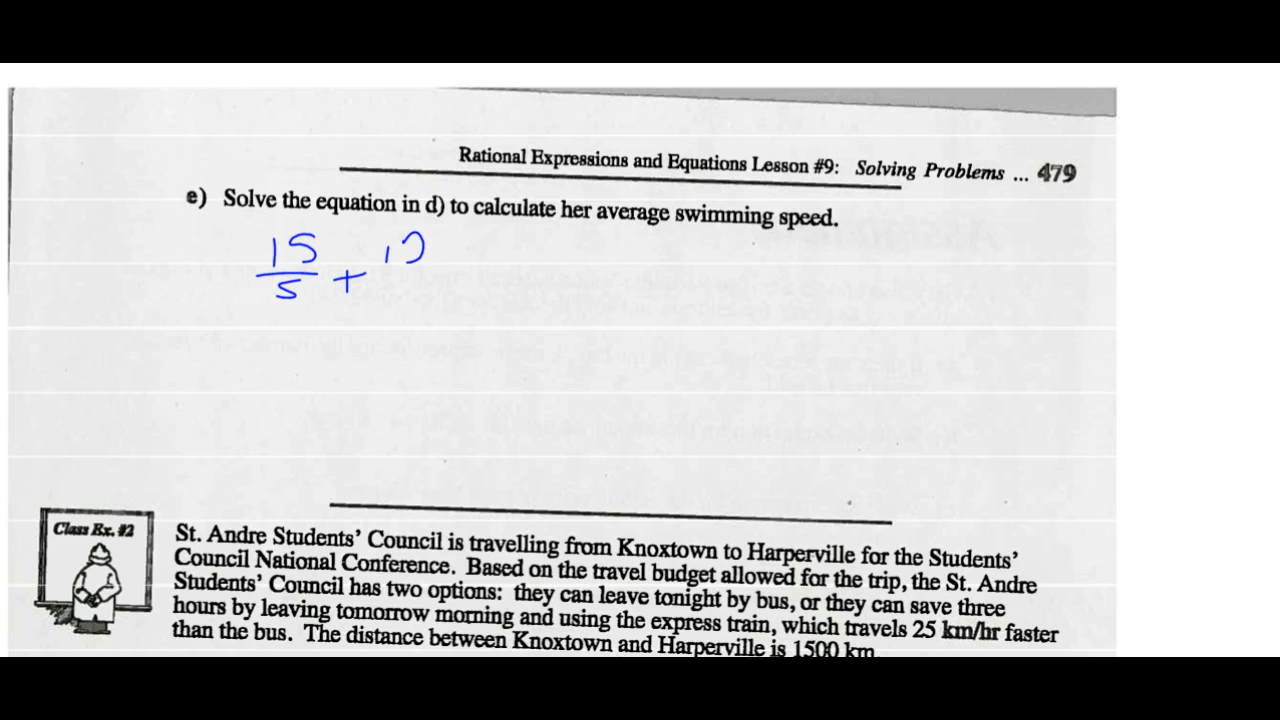 Rational Expressions and Equations Lesson #9: Solving Problems ... 479
e) Solve the equation in d) to calculate her average swimming speed.
15
5 +
Class Ex. #2
St. Andre Students’ Council is travelling from Knoxtown to Harperville for the Students’
Council National Conference. Based on the travel budget allowed for the trip, the St. Andre
Students’ Council has two options: they can leave tonight by bus, or they can save three
hours by leaving tomorrow morning and using the express train, which travels 25 km/hr faster
than the bus. The distance between Knoxtown and Harperville is 1500 km.